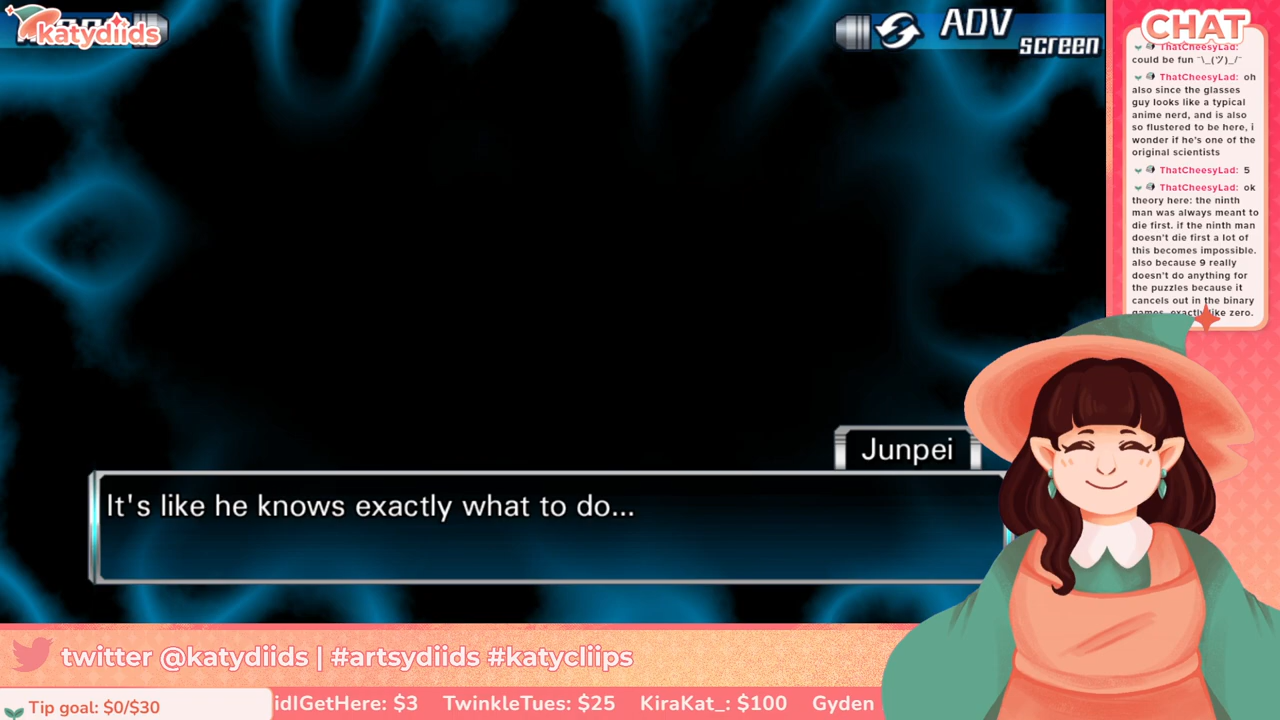 katydiids
ADV
screen
CHAT
ThatCheesyLad:
could be fun ¯\_(ツ)_/¯
ThatCheesyLad: oh
also since the glasses
guy looks like a typical
anime nerd, and is also
so flustered to be here, i
wonder if he's one of the
original scientists
ThatCheesyLad: 5
ThatCheesyLad: ok
theory here: the ninth
man was always meant to
die first. if the ninth man
doesn't die first a lot of
this becomes impossible.
also because 9 really
doesn't do anything for
the puzzles because it
cancels out in the binary
games, exactly like zero.
Junpei
It's like he knows exactly what to do...
twitter @katydiids | #artsydiids #katycliips
Tip goal: $0/$30
idIGetHere: $3 TwinkleTues: $25 KiraKat_: $100 Gyden